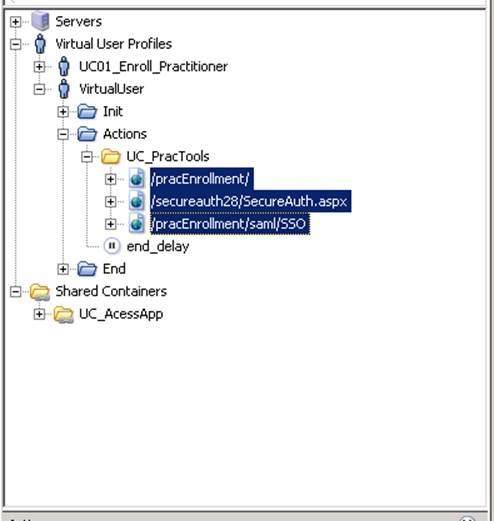 Servers
Virtual User Profiles
UC01_Enroll_Practitioner
VirtualUser
Init
Actions
UC_PracTools
/pracEnrollment/
/secureauth28/SecureAuth.aspx
/pracEnrollment/saml/SSO
end_delay
End
Shared Containers
UC_AcessApp